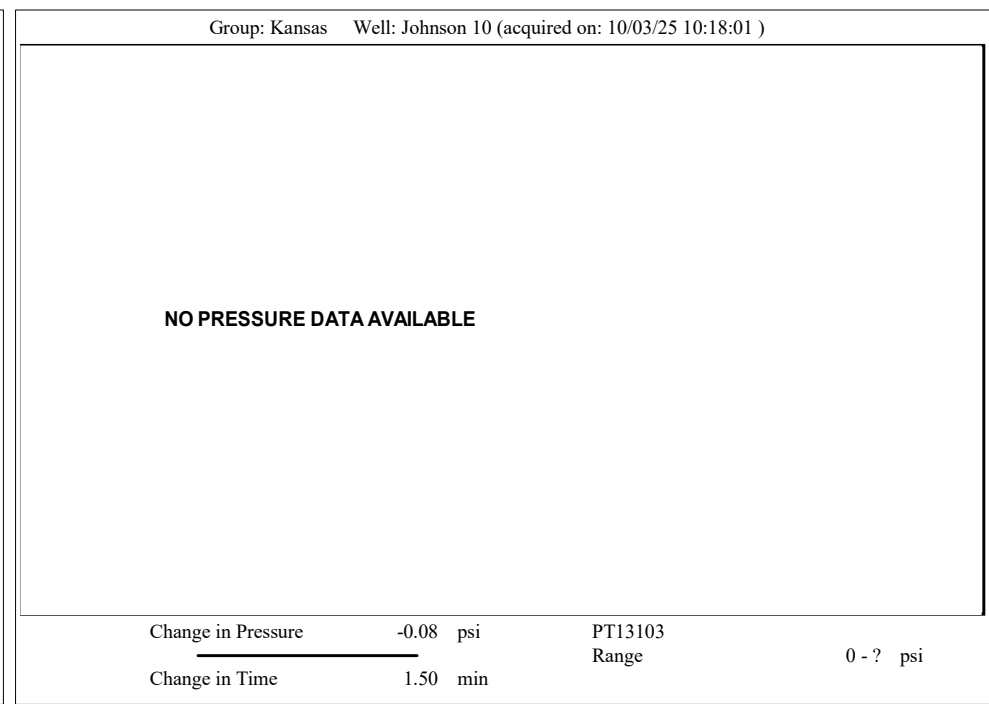 Group: Kansas Well: Johnson 10 (acquired on: 10/03/25 10:18:01 )
NO PRESSURE DATA AVAILABLE
Change in Pressure -0.08 psi PT13103
Range 0 - ? psi
Change in Time 1.50 min